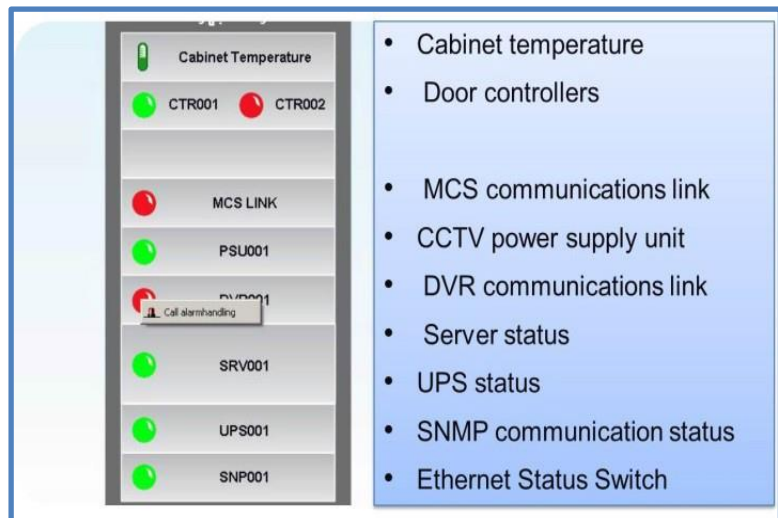 Cabinet Temperature
CTR001 CTR002
MCS LINK
PSU001
Call alarmhandling
SRV001
UPS001
SNP001
• Cabinet temperature
• Door controllers
• MCS communications link
• CCTV power supply unit
• DVR communications link
• Server status
• UPS status
• SNMP communication status
• Ethernet Status Switch